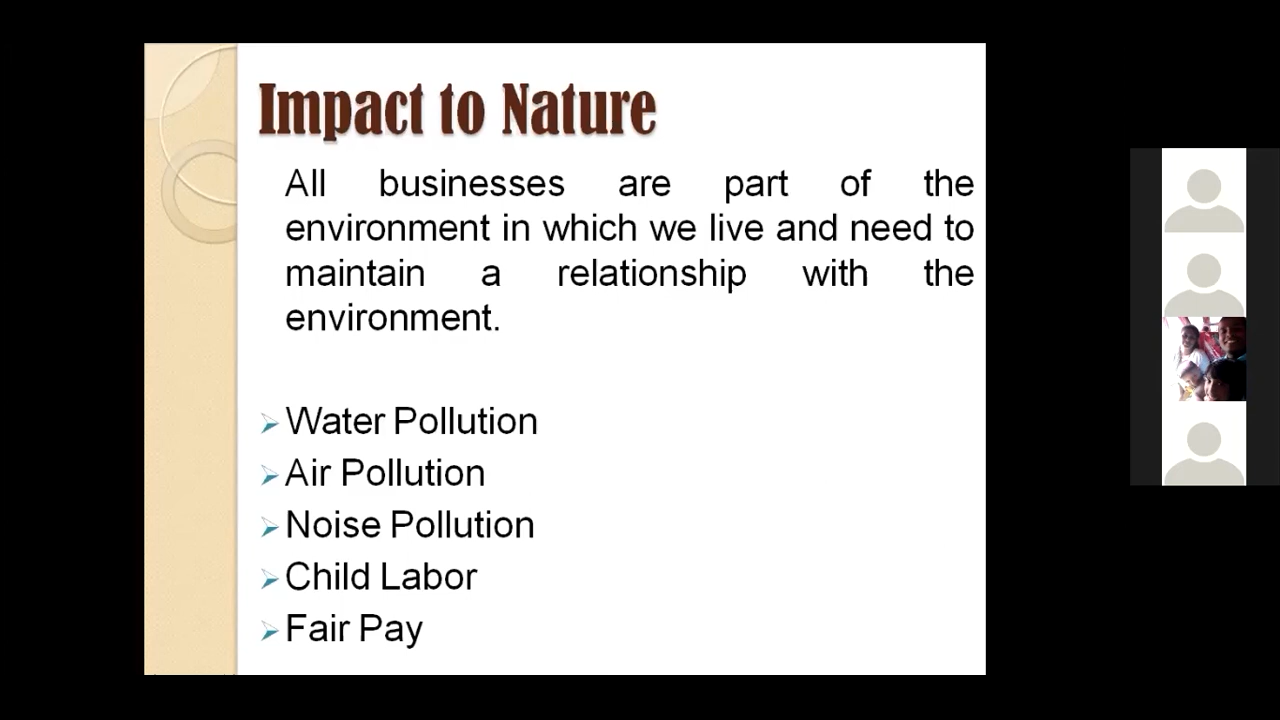 Impact to Nature
All businesses are part of the
environment in which we live and need to
maintain a relationship with the
environment.
Water Pollution
Air Pollution
Noise Pollution
Child Labor
Fair Pay